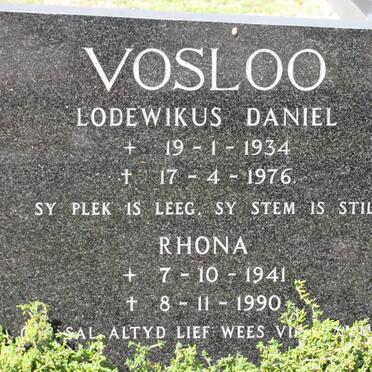 VOSLOO
LODEWIKUS DANIEL
+ 19 - 1 - 1934
† 17 - 4 - 1976.
SY PLEK IS LEEG, SY STEM IS STIL
RHONA
+ 7 - 10 - 1941
† 8 - 11 - 1990
SAL ALTYD LIEF WEES VIR